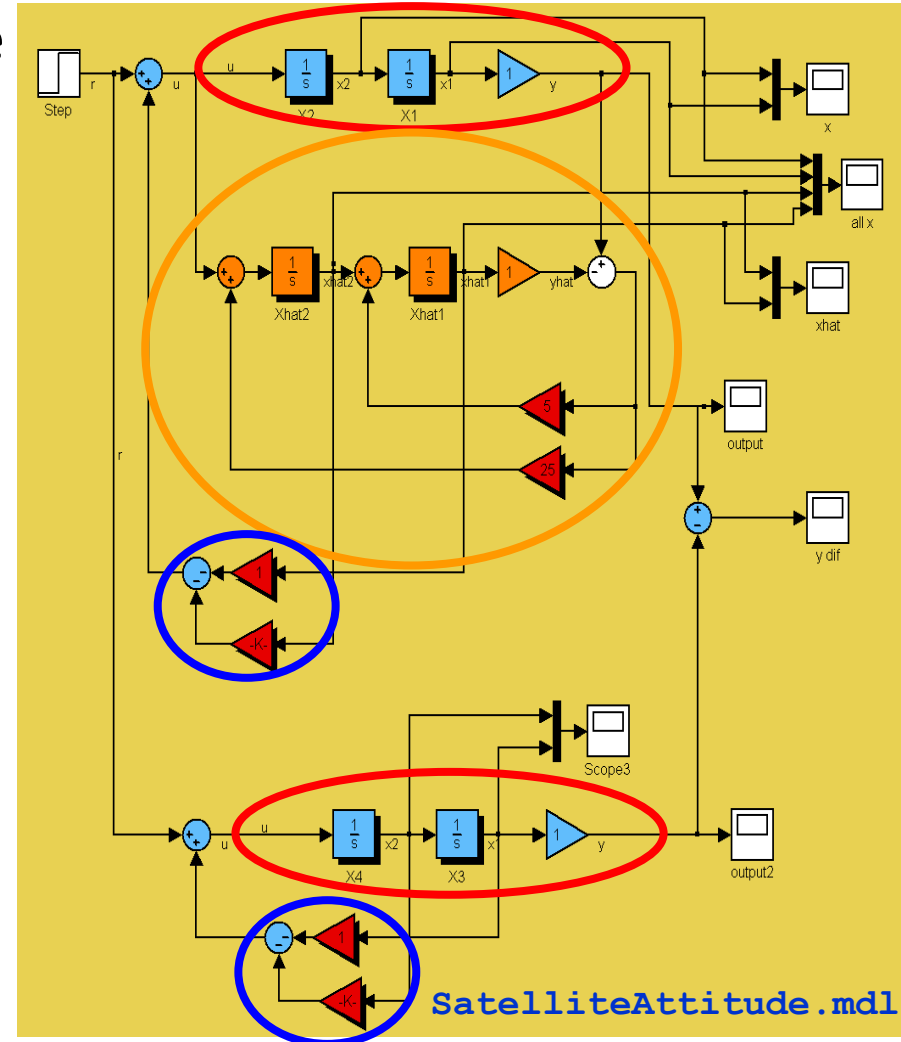 e
Step
r
u
u
1
s
X2
x2
1
s
X1
x1
1
y
x
all x
xhat
1
s
Xhat2
xhat2
1
s
Xhat1
xhat1
1
yhat
5
25
output
r
y dif
1
-K-
Scope3
u
u
1
s
X4
x2
1
s
X3
x1
1
y
output2
1
-K-
SatelliteAttitude.mdl